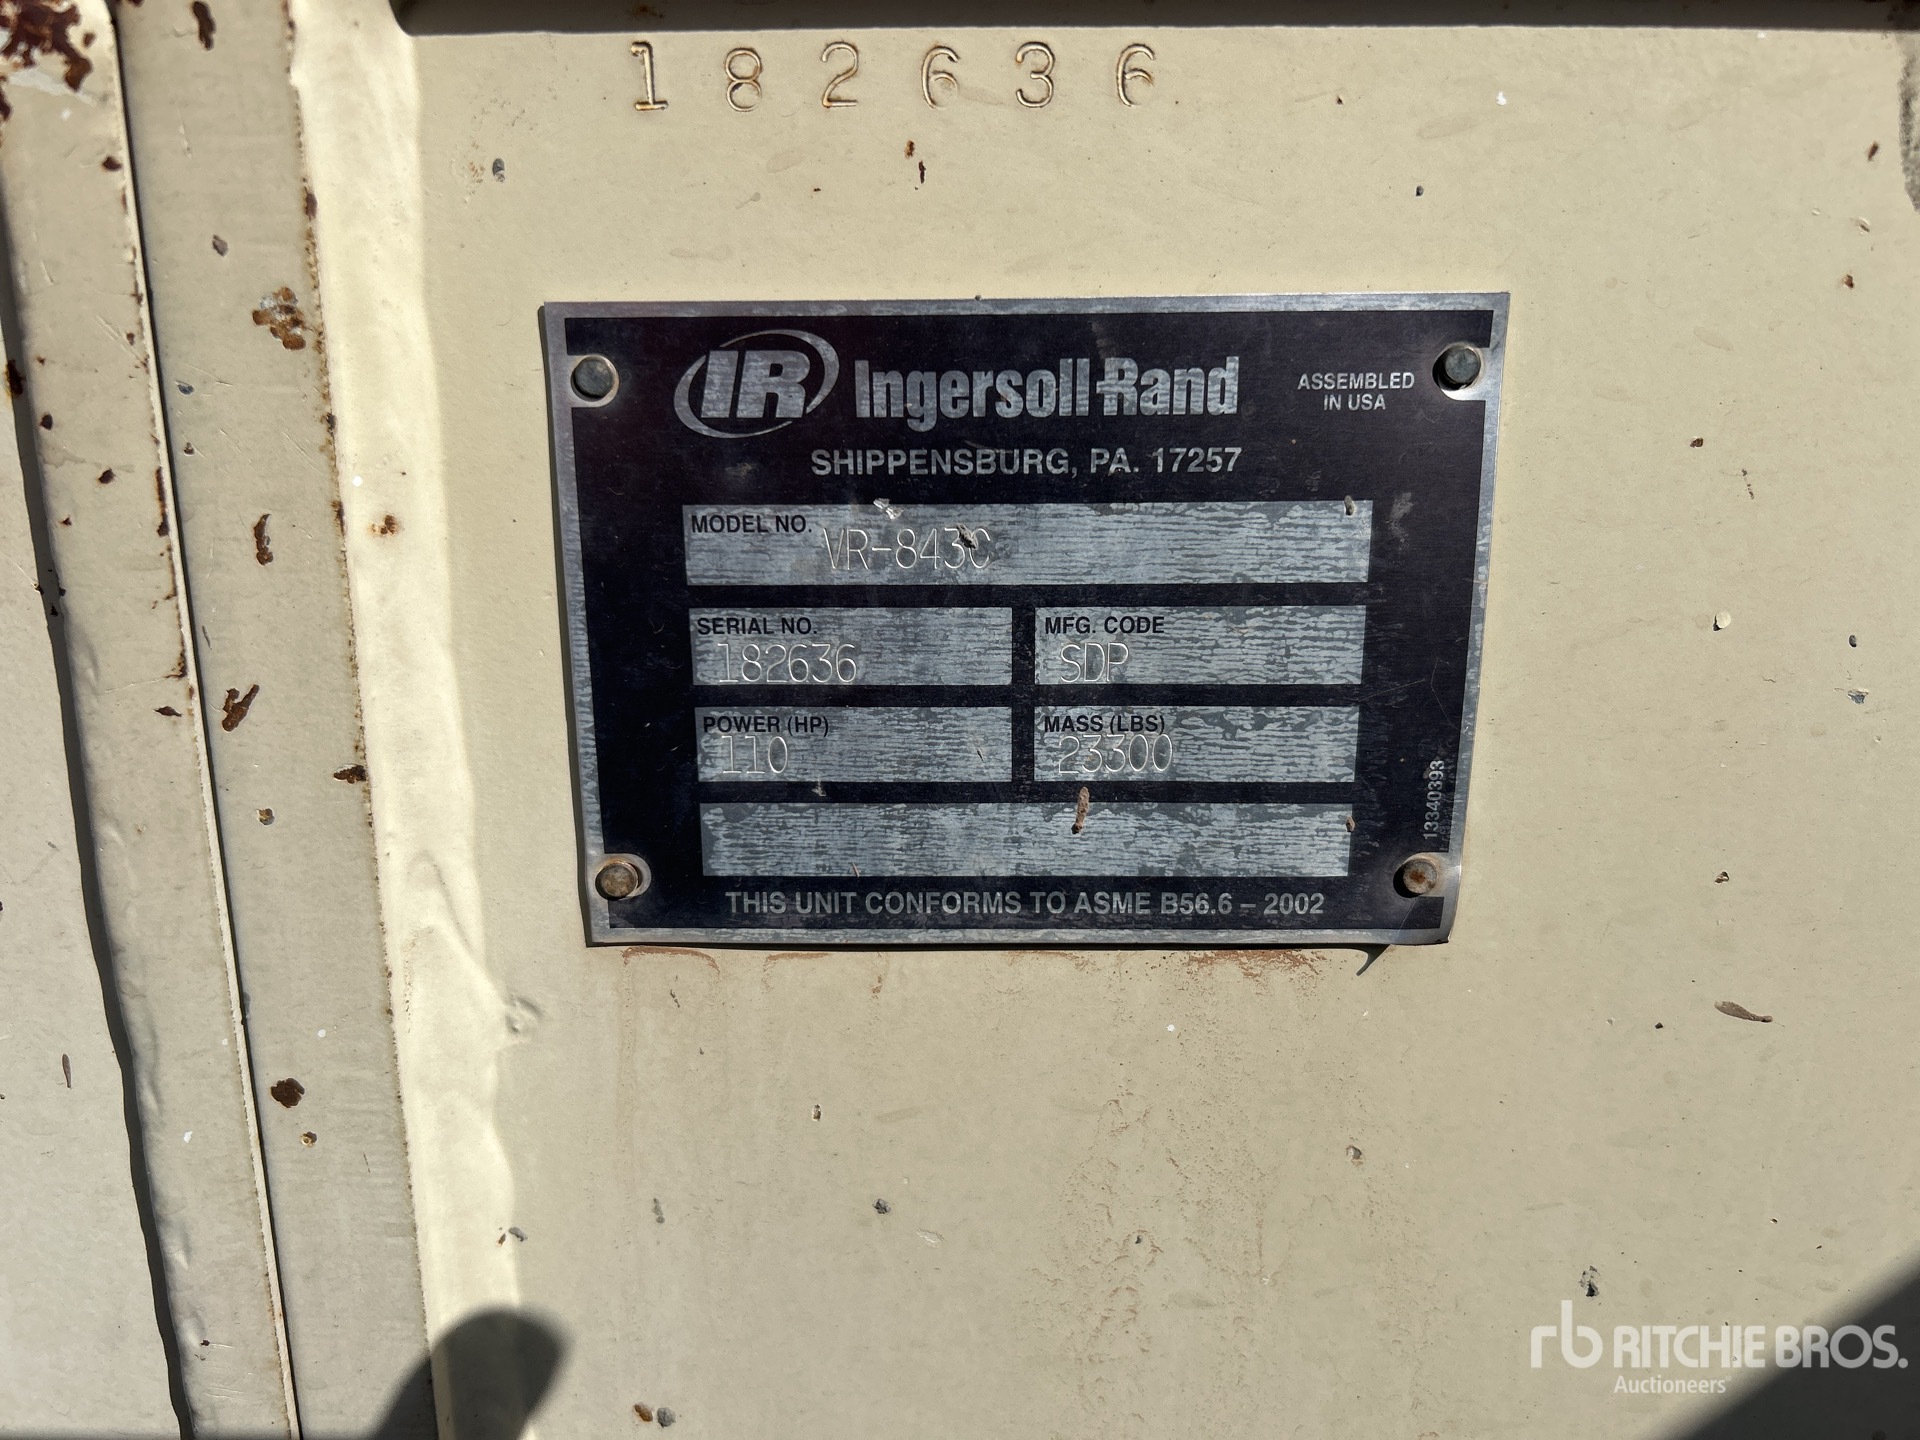 182636
IR Ingersoll-Rand
ASSEMBLED
IN USA
SHIPPENSBURG, PA. 17257
MODEL NO. VR-843C
SERIAL NO. 182636
MFG. CODE SDP
POWER (HP) 110
MASS (LBS) 23300
13340393
THIS UNIT CONFORMS TO ASME B56.6 – 2002
rb RITCHIE BROS.
Auctioneers